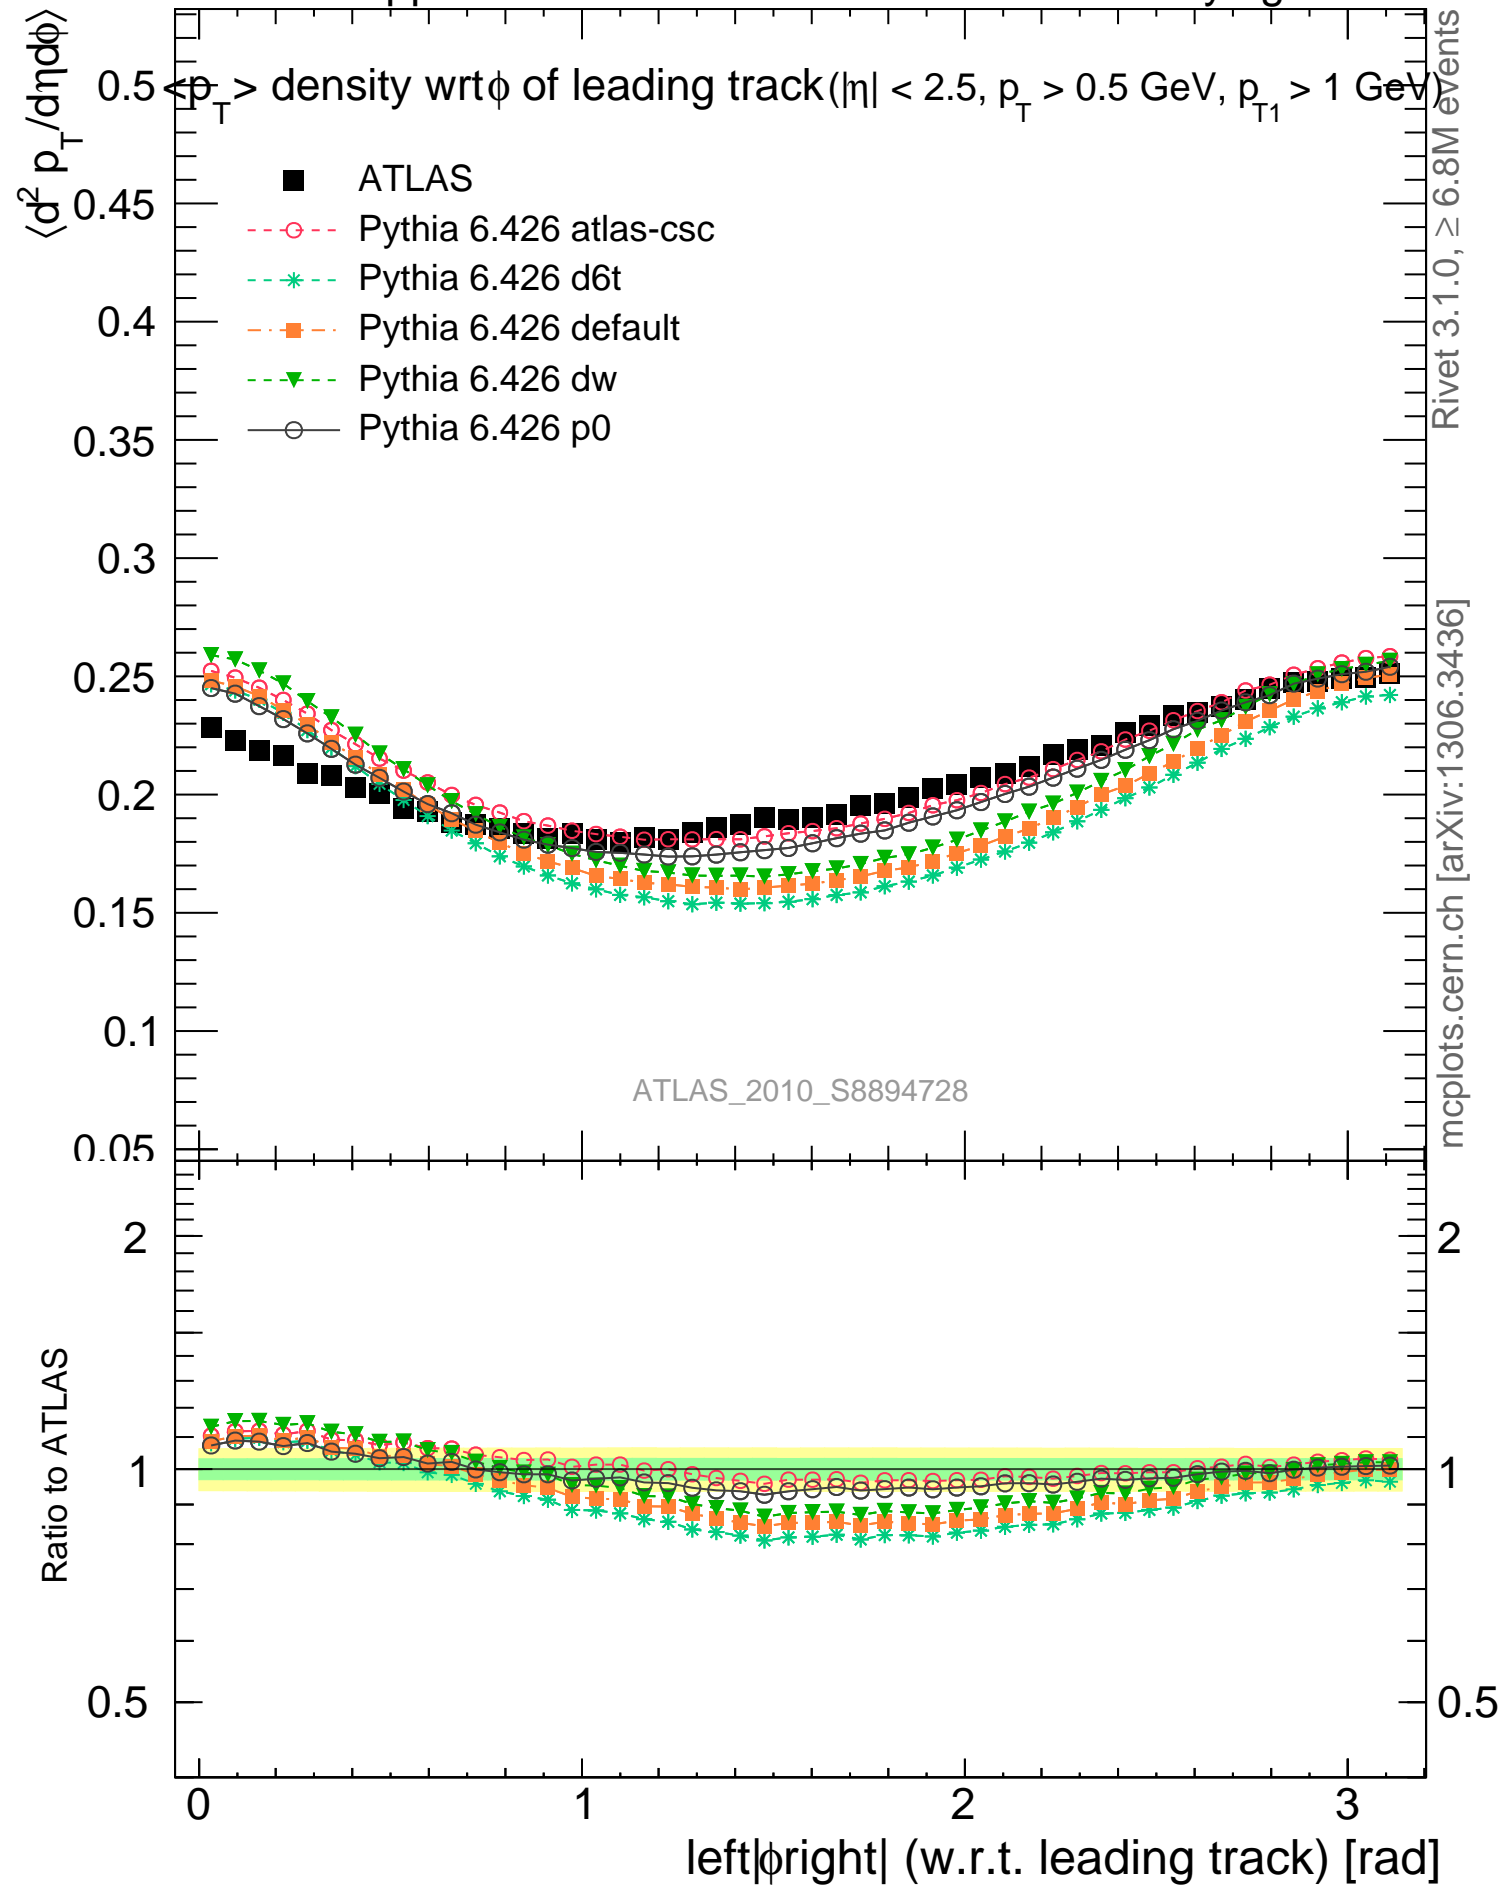 <p_T> density wrt ϕ of leading track (|η| < 2.5, p_T > 0.5 GeV, p_T1 > 1 GeV)
⟨d² p_T/dηdϕ⟩
0.5
0.45
0.4
0.35
0.3
0.25
0.2
0.15
0.1
0.05
ATLAS
Pythia 6.426 atlas-csc
Pythia 6.426 d6t
Pythia 6.426 default
Pythia 6.426 dw
Pythia 6.426 p0
ATLAS_2010_S8894728
Rivet 3.1.0, ≥ 6.8M events
mcplots.cern.ch [arXiv:1306.3436]
Ratio to ATLAS
2
1
0.5
2
1
0.5
0 1 2 3
left|ϕright| (w.r.t. leading track) [rad]